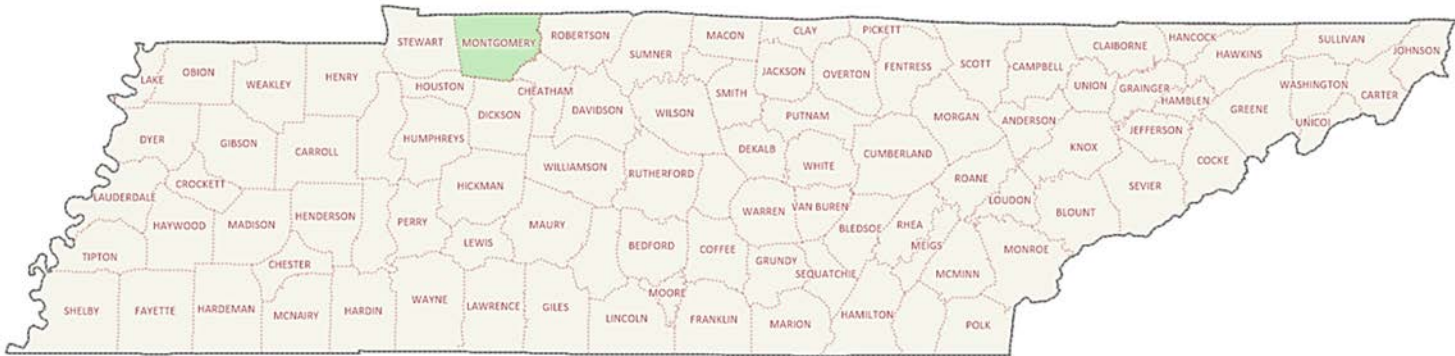 STEWART
MONTGOMERY
ROBERTSON
SUMNER
MACON
CLAY
PICKETT
FENTRESS
SCOTT
CAMPBELL
CLAIBORNE
HANCOCK
HAWKINS
SULLIVAN
JOHNSON
LAKE
OBION
WEAKLEY
HENRY
HOUSTON
CHEATHAM
DICKSON
DAVIDSON
WILSON
SMITH
JACKSON
OVERTON
PUTNAM
MORGAN
ANDERSON
UNION
GRAINGER
HAMBLEN
GREENE
WASHINGTON
UNICOI
CARTER
DYER
GIBSON
CARROLL
HUMPHREYS
HICKMAN
WILLIAMSON
RUTHERFORD
DEKALB
WHITE
CUMBERLAND
ROANE
KNOX
JEFFERSON
SEVIER
COCKE
LAUDERDALE
CROCKETT
HAYWOOD
MADISON
HENDERSON
PERRY
LEWIS
MAURY
BEDFORD
COFFEE
WARREN
VAN BUREN
BLEDSOE
RHEA
MEIGS
LOUDON
BLOUNT
MONROE
TIPTON
CHESTER
GRUNDY
SEQUATCHIE
MCMINN
SHELBY
FAYETTE
HARDEMAN
MCNAIRY
HARDIN
WAYNE
LAWRENCE
GILES
LINCOLN
MOORE
FRANKLIN
MARION
HAMILTON
POLK